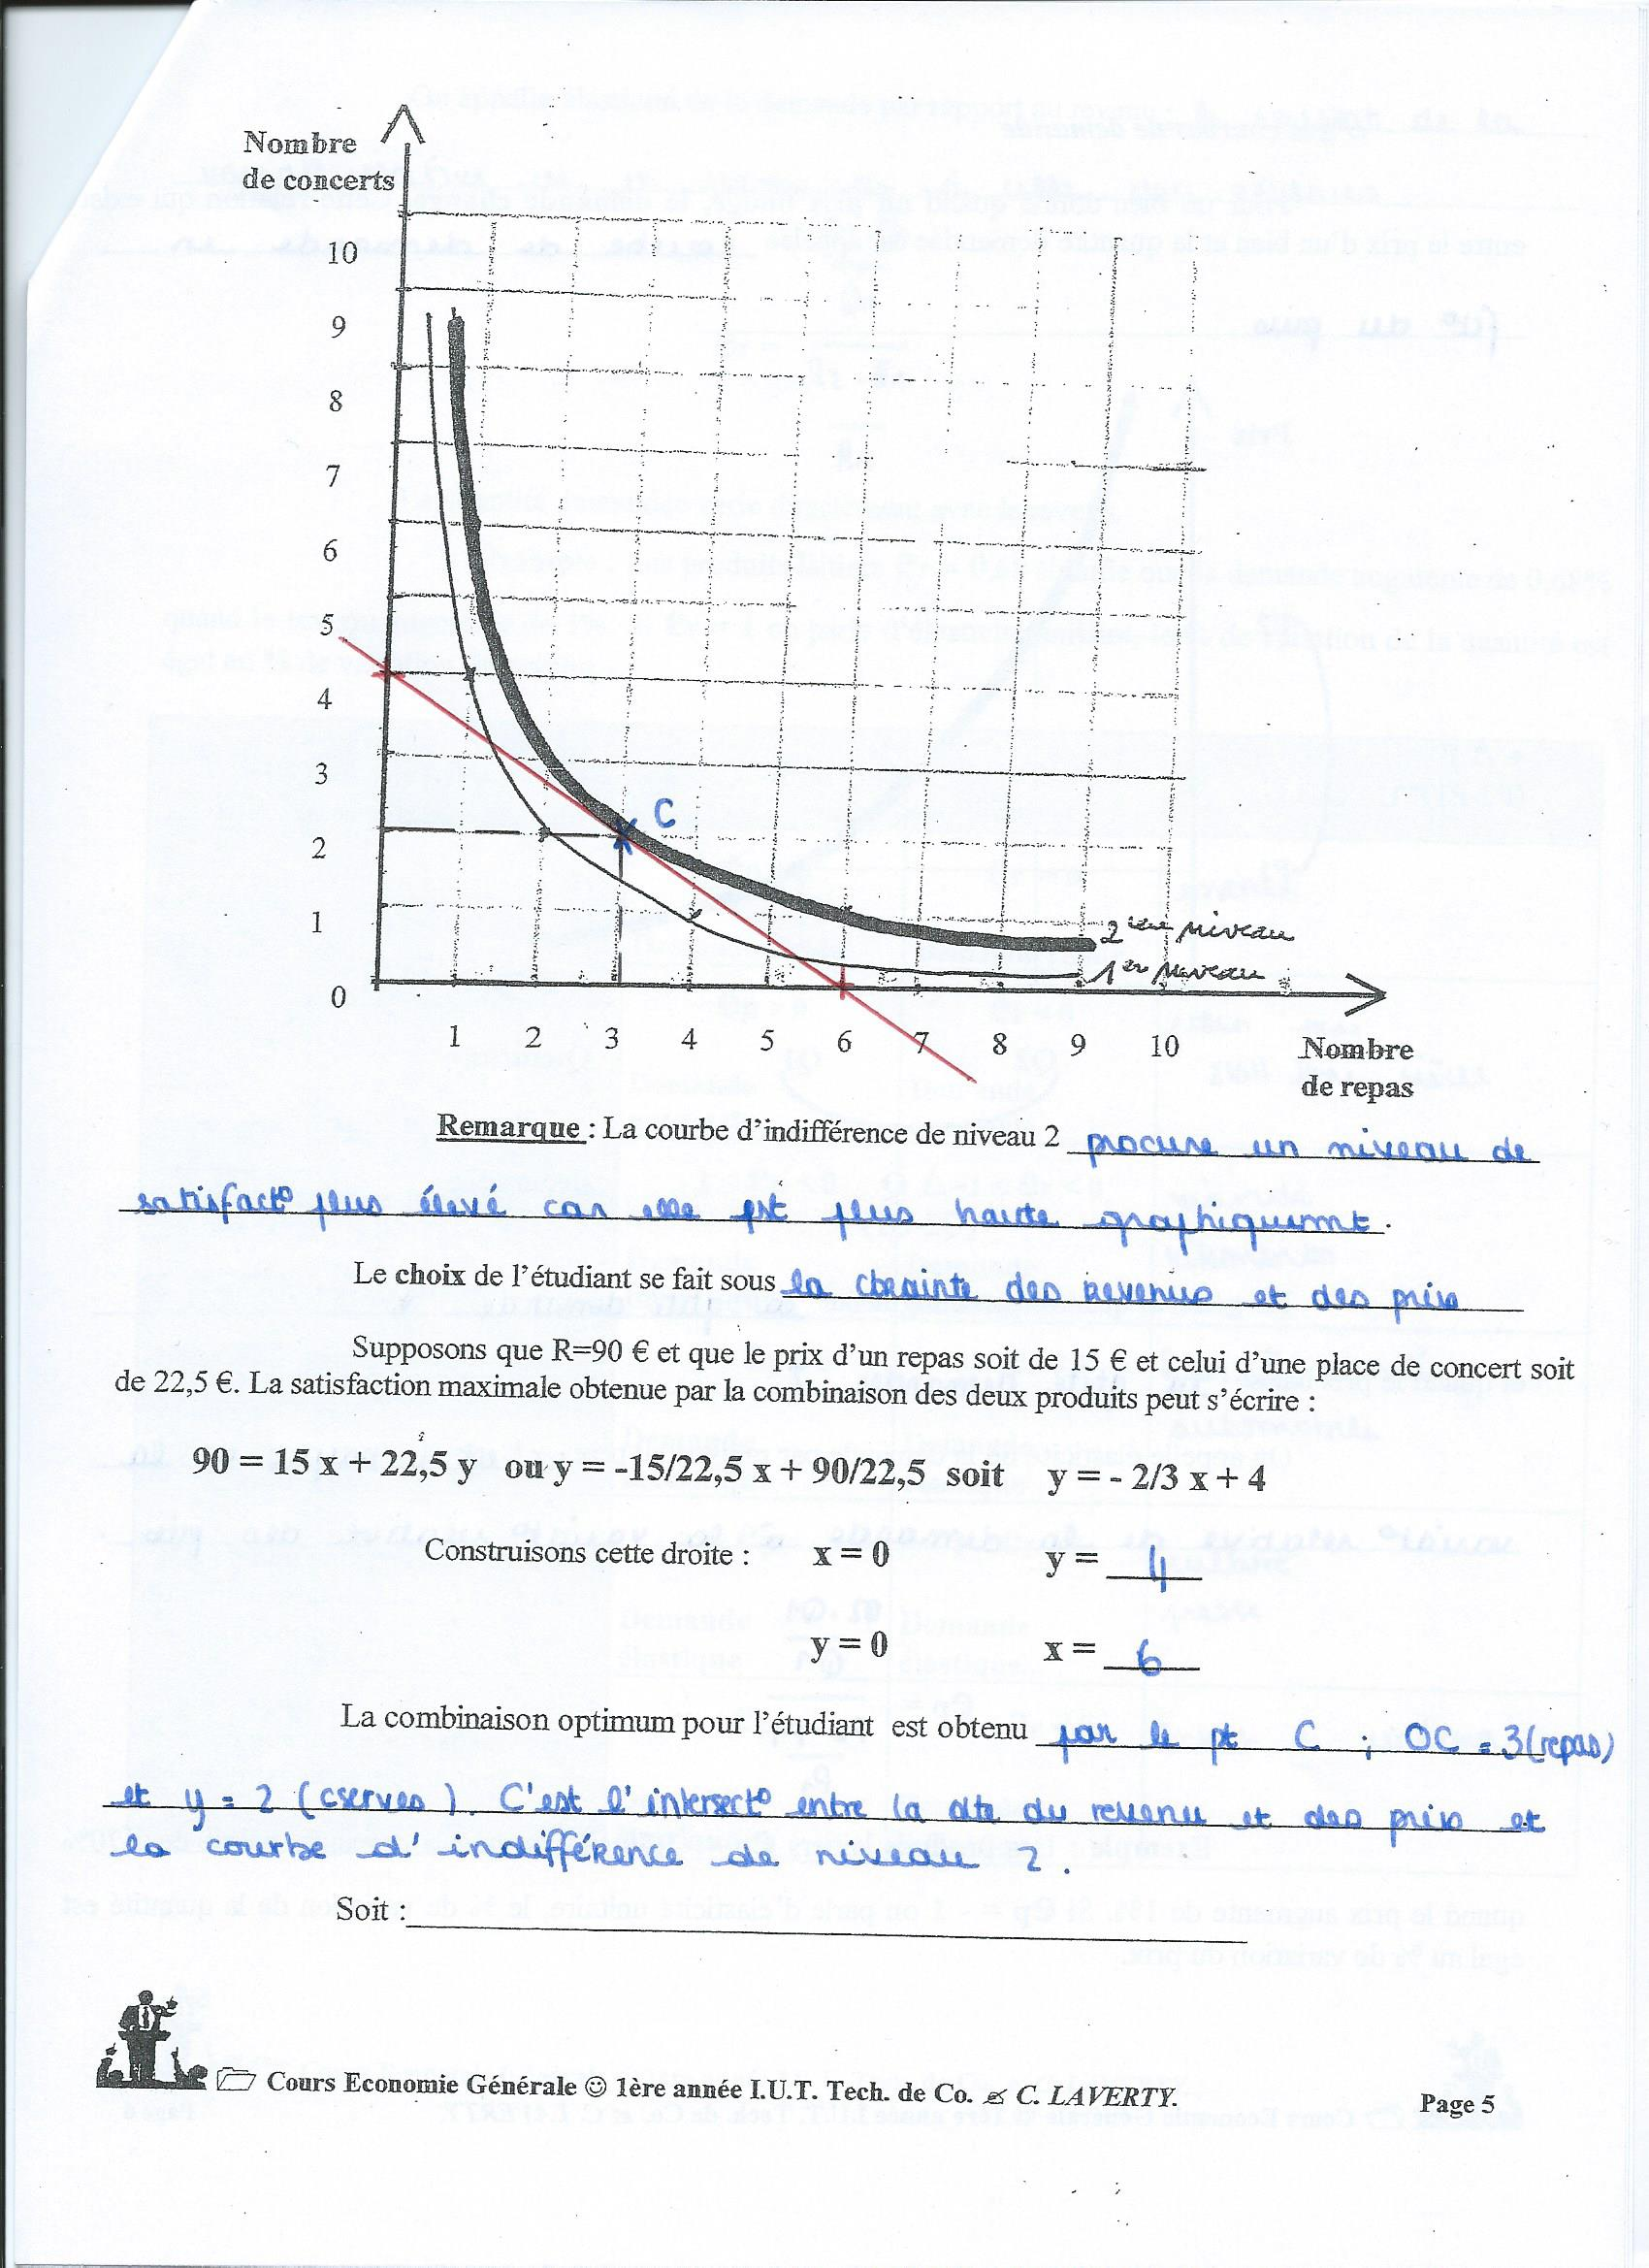 Nombre
de concerts
10
9
8
7
6
5
4
3
2
1
0
C
2ème niveau
1er niveau
1 2 3 4 5 6 7 8 9 10
Nombre
de repas
Remarque : La courbe d'indifférence de niveau 2 procure un niveau de
satisfact° plus élevé car elle est plus haute graphiquemt.
Le choix de l'étudiant se fait sous la ctrainte des revenus et des prix
Supposons que R=90 € et que le prix d'un repas soit de 15 € et celui d'une place de concert soit
de 22,5 €. La satisfaction maximale obtenue par la combinaison des deux produits peut s'écrire :
90 = 15 x + 22,5 y ou y = -15/22,5 x + 90/22,5 soit y = - 2/3 x + 4
Construisons cette droite : x = 0 y = 4
y = 0 x = 6
La combinaison optimum pour l'étudiant est obtenu par le pt C ; OC = 3 (repas)
et y = 2 (cserves). C'est l'intersect° entre la dte du revenu et des prix et
la courbe d'indifférence de niveau 2.
Soit :
Cours Economie Générale ☺ 1ère année I.U.T. Tech. de Co. C. LAVERTY.
Page 5